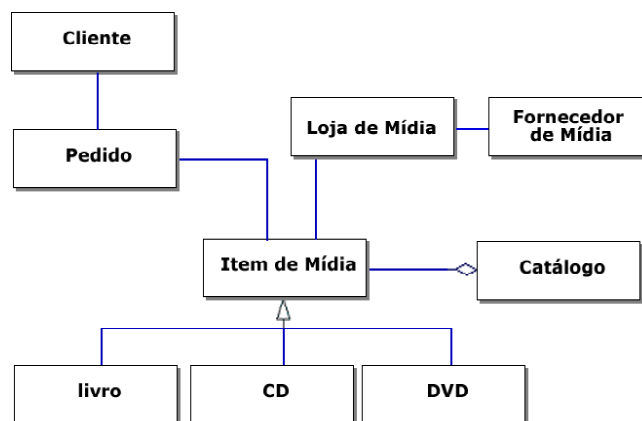 Cliente
Loja de Mídia
Fornecedor
de Mídia
Pedido
Item de Mídia
Catálogo
livro
CD
DVD